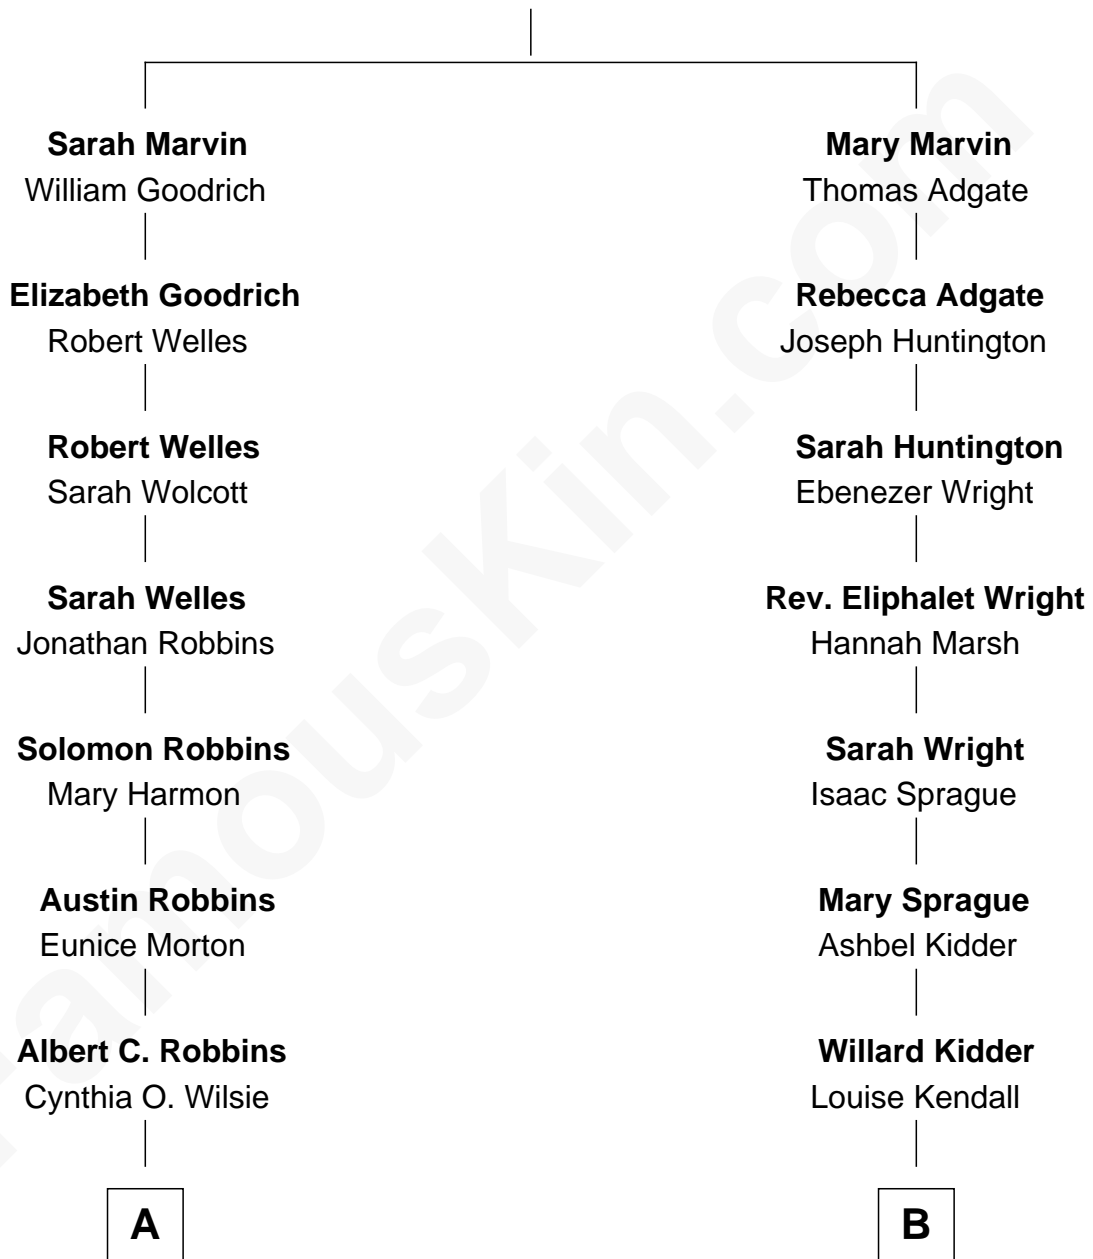 Sarah Marvin
William Goodrich
Elizabeth Goodrich
Robert Welles
Robert Welles
Sarah Wolcott
Sarah Welles
Jonathan Robbins
Solomon Robbins
Mary Harmon
Austin Robbins
Eunice Morton
Albert C. Robbins
Cynthia O. Wilsie
A
Mary Marvin
Thomas Adgate
Rebecca Adgate
Joseph Huntington
Sarah Huntington
Ebenezer Wright
Rev. Eliphalet Wright
Hannah Marsh
Sarah Wright
Isaac Sprague
Mary Sprague
Ashbel Kidder
Willard Kidder
Louise Kendall
B
FamousKin.com